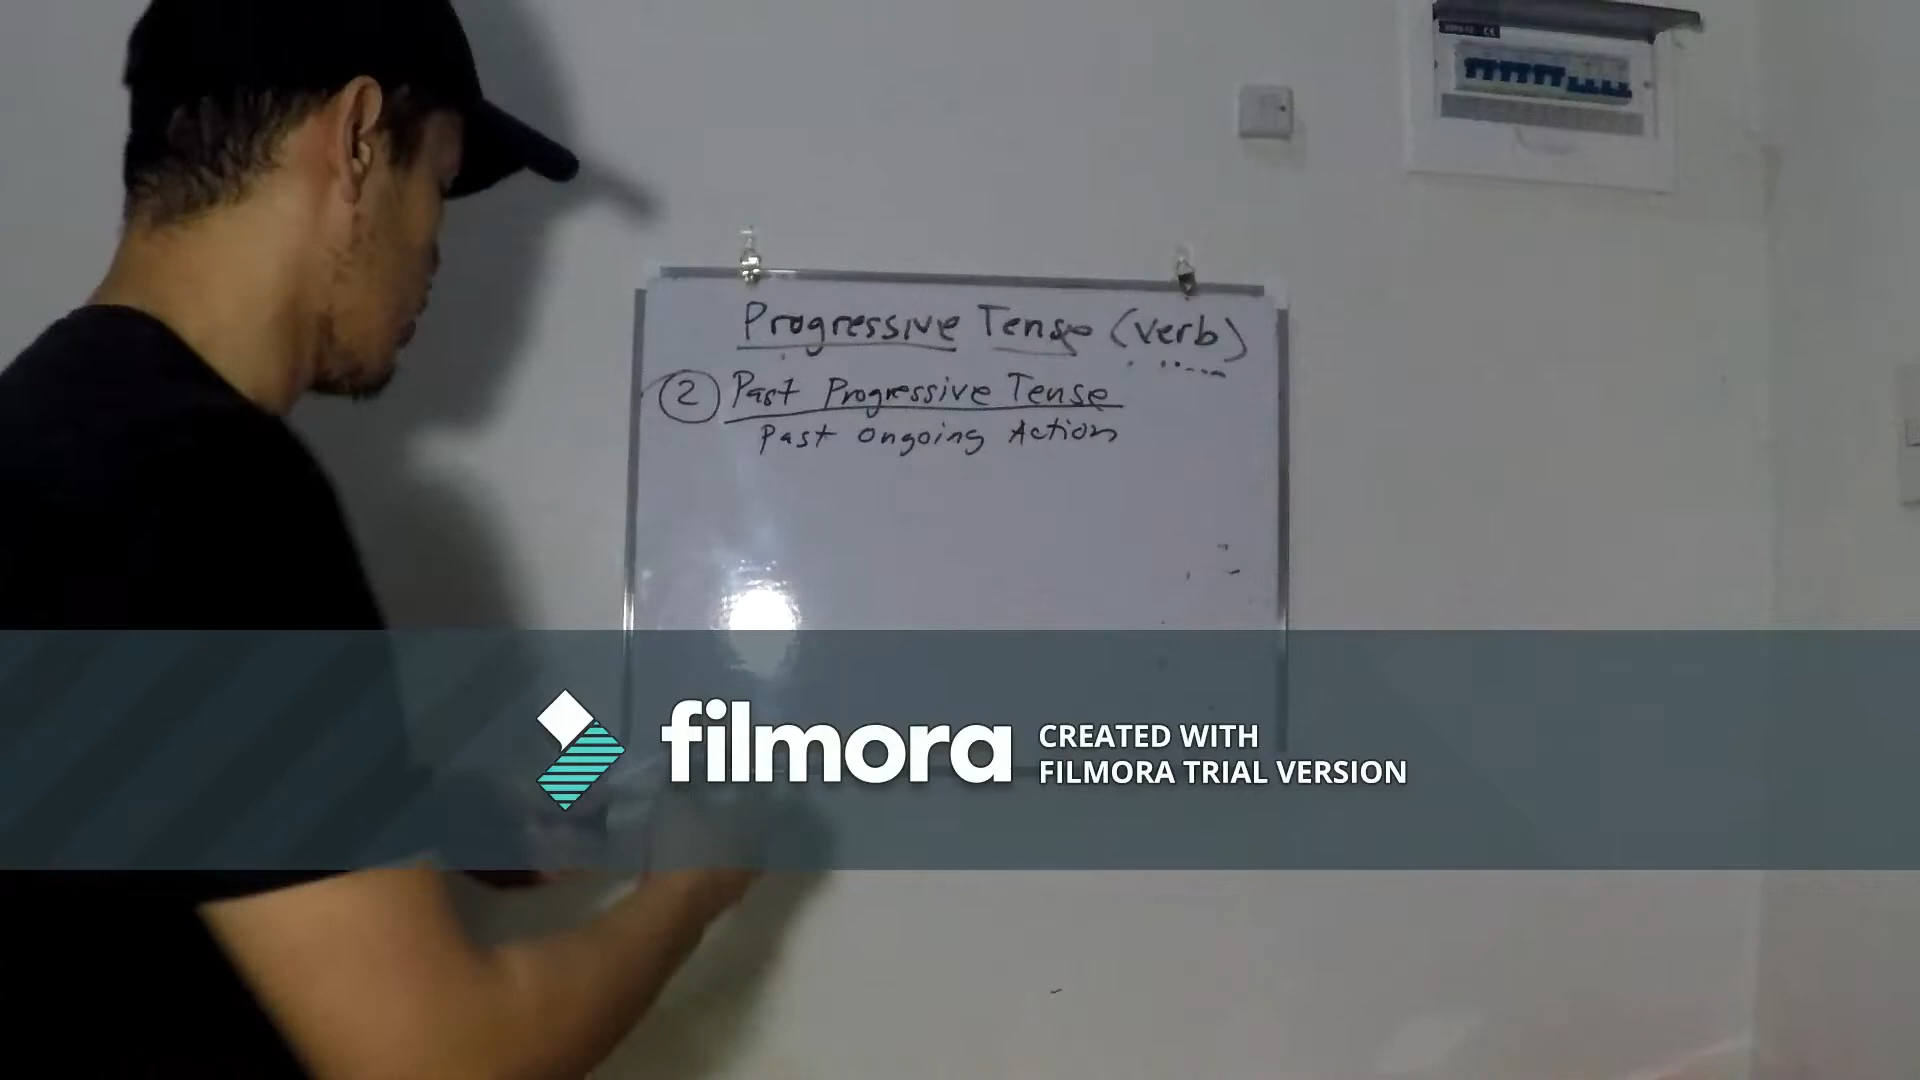 Progressive Tense (verb)
2 Past Progressive Tense
Past Ongoing Action
filmora
CREATED WITH
FILMORA TRIAL VERSION